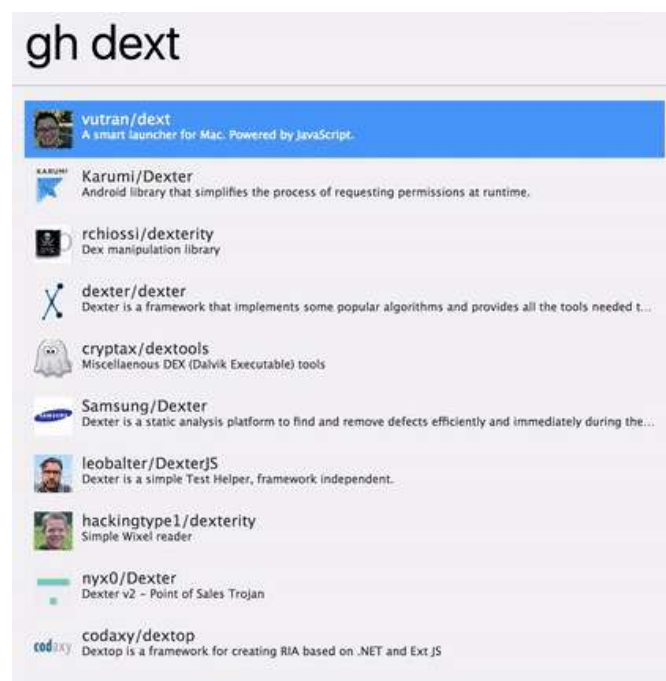 gh dext
vutran/dext
A smart launcher for Mac. Powered by JavaScript.
KARUMI
Karumi/Dexter
Android library that simplifies the process of requesting permissions at runtime.
rchiossi/dexterity
Dex manipulation library
dexter/dexter
Dexter is a framework that implements some popular algorithms and provides all the tools needed t...
cryptax/dextools
Miscellaenous DEX (Dalvik Executable) tools
SAMSUNG
Samsung/Dexter
Dexter is a static analysis platform to find and remove defects efficiently and immediately during the...
leobalter/DexterJS
Dexter is a simple Test Helper, framework independent.
hackingtype1/dexterity
Simple Wixel reader
nyx0/Dexter
Dexter v2 - Point of Sales Trojan
codaxy
codaxy/dextop
Dextop is a framework for creating RIA based on .NET and Ext JS